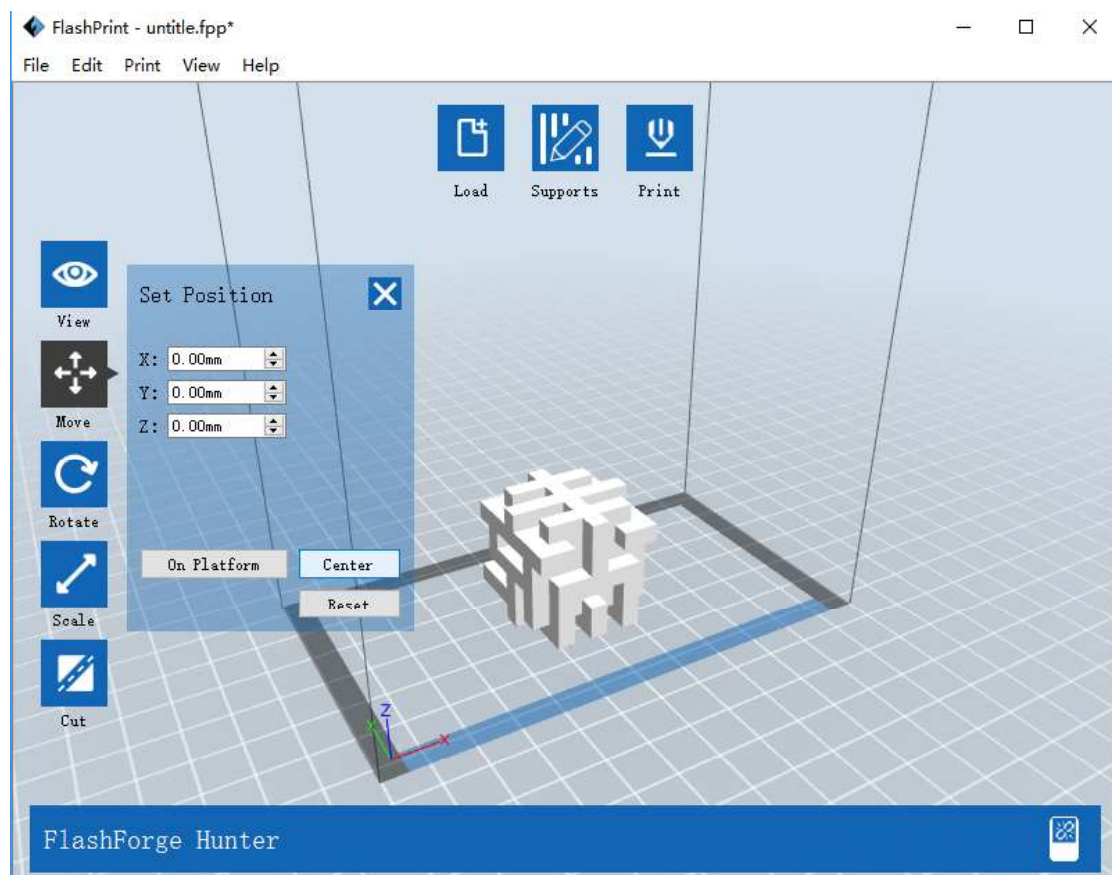 FlashPrint - untitle.fpp*
File Edit Print View Help
Load Supports Print
View
Set Position
X: 0.00mm
Y: 0.00mm
Z: 0.00mm
Move
Rotate
On Platform Center
Reset
Scale
Cut
Z
Y
X
FlashForge Hunter